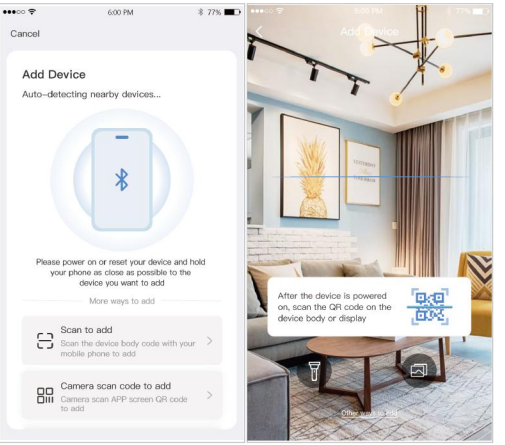 6:00 PM
77%
Cancel
Add Device
Auto-detecting nearby devices...
Please power on or reset your device and hold
your phone as close as possible to the
device you want to add
More ways to add
Scan to add
Scan the device body code with your
mobile phone to add
Camera scan code to add
Camera scan APP screen QR code
to add
6:00 PM
77%
Add Device
After the device is powered
on, scan the QR code on the
device body or display
Other ways to add